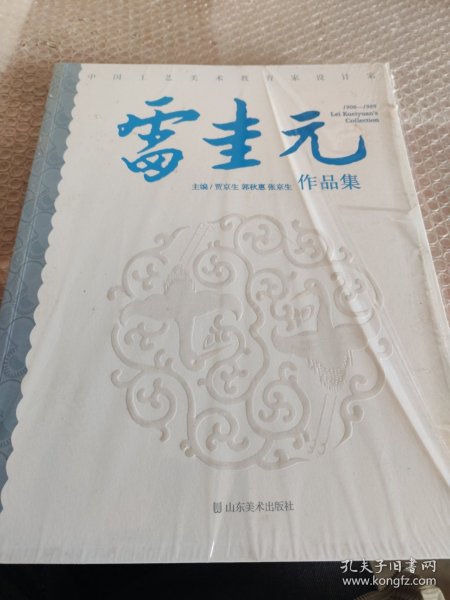 中国工艺美术教育家设计家
雷圭元
1906—1989
Lei Kueiyuan's
Collection
主编/贾京生 郭秋惠 张京生
作品集
山东美术出版社
孔夫子旧书网
www.kongfz.com